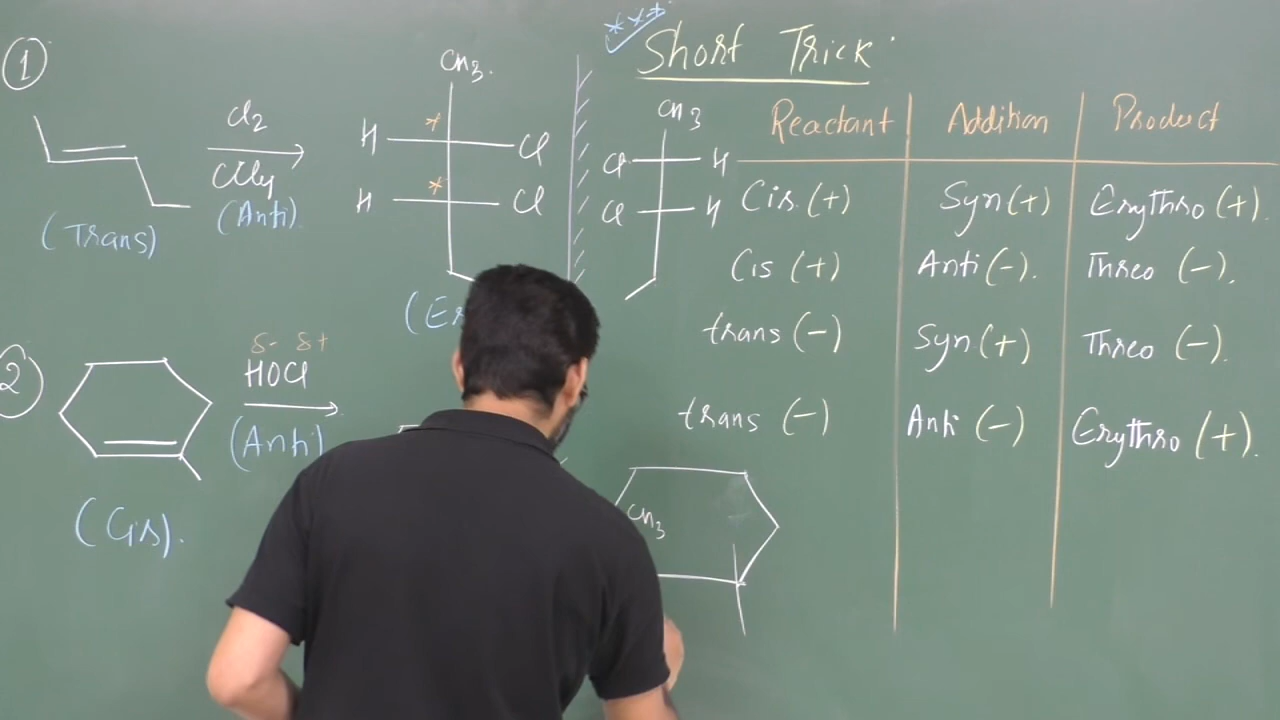 ***
Short Trick
Reactant Addition Product
Cis (+) Syn (+) Erythro (+).
Cis (+) Anti (-). Threo (-).
trans (-) Syn (+) Threo (-).
trans (-) Anti (-) Erythro (+).
1
Cl2
CCl4
(Anti).
(Trans)
CH3.
* H Cl
* H Cl
(Er
CH3
Cl H
Cl H
2
δ- δ+
HOCl
(Anti)
(Cis).
CH3